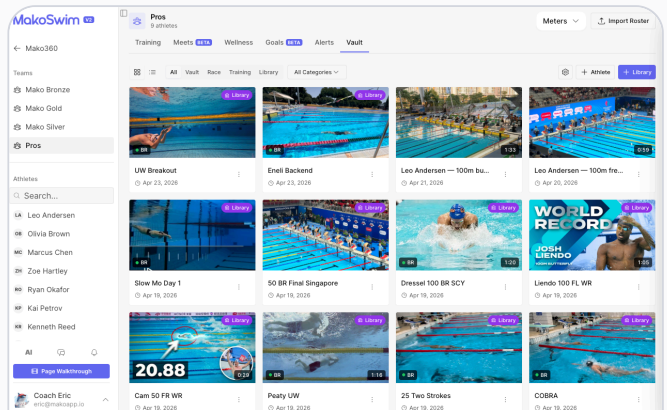 MakoSwim V2
Pros
9 athletes
Meters
Import Roster
Mako360
Training
Meets BETA
Wellness
Goals BETA
Alerts
Vault
Teams
Mako Bronze
Mako Gold
Mako Silver
Pros
All
Vault
Race
Training
Library
All Categories
+ Athlete
+ Library
Athletes
Search...
LA Leo Andersen
OB Olivia Brown
MC Marcus Chen
ZH Zoe Hartley
RO Ryan Okafor
KP Kai Petrov
KR Kenneth Reed
AI
Page Walkthrough
Coach Eric
eric@makoapp.io
Library
BR
UW Breakout
Apr 23, 2026
Library
BR
Eneli Backend
Apr 23, 2026
1:33
Leo Andersen — 100m bu...
Apr 21, 2026
0:59
Leo Andersen — 100m fre...
Apr 20, 2026
Library
BR
Slow Mo Day 1
Apr 19, 2026
Library
50 BR Final Singapore
Apr 19, 2026
Library
BR
1:20
Dressel 100 BR SCY
Apr 19, 2026
Library
WORLD
RECORD
JOSH
LIENDO
1:05
Liendo 100 FL WR
Apr 19, 2026
Library
20.88
0:29
Cam 50 FR WR
Apr 19, 2026
Library
BR
1:16
Peaty UW
Apr 19, 2026
Library
BR
25 Two Strokes
Apr 19, 2026
Library
BR
COBRA
Apr 19, 2026